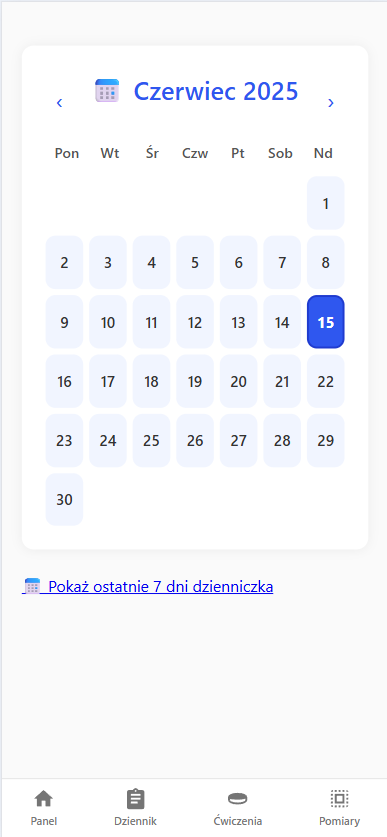 ‹ Czerwiec 2025 ›
Pon Wt Śr Czw Pt Sob Nd
1
2 3 4 5 6 7 8
9 10 11 12 13 14 15
16 17 18 19 20 21 22
23 24 25 26 27 28 29
30
Pokaż ostatnie 7 dni dzienniczka
Panel Dziennik Ćwiczenia Pomiary